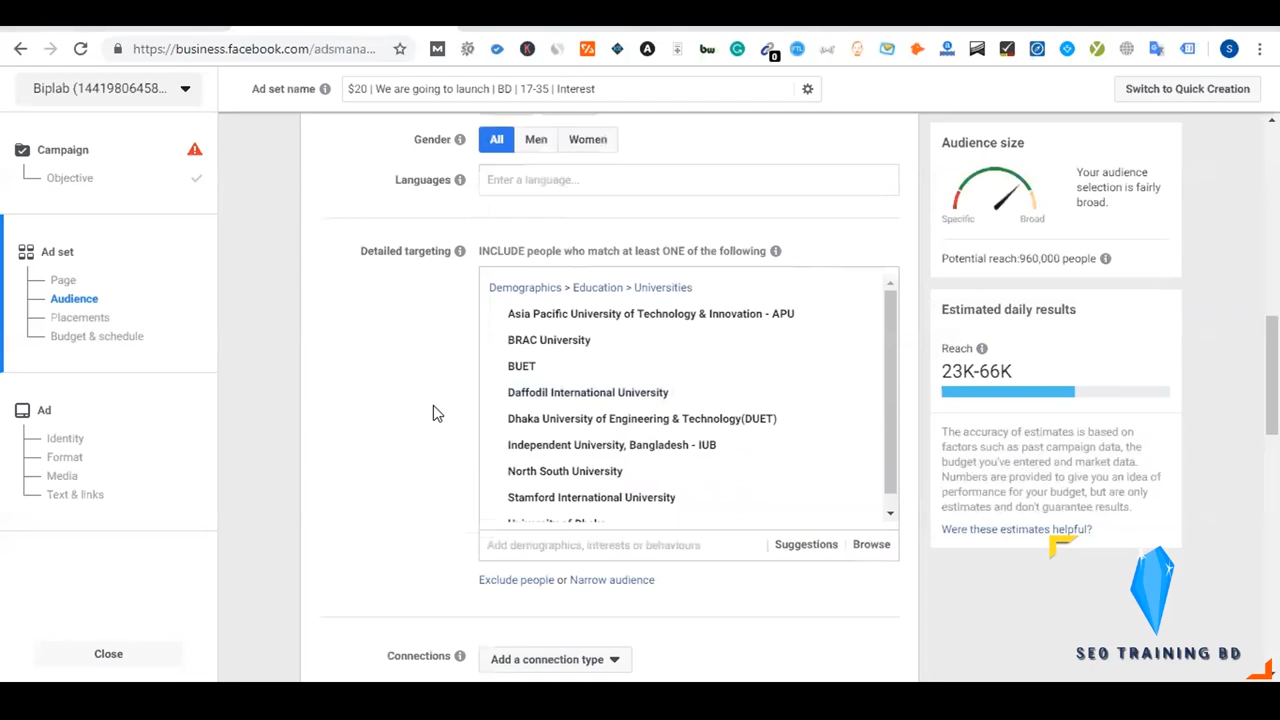 https://business.facebook.com/adsmana...
Biplab (14419806458...
Ad set name
$20 | We are going to launch | BD | 17-35 | Interest
Switch to Quick Creation
Campaign
Objective
Ad set
Page
Audience
Placements
Budget & schedule
Ad
Identity
Format
Media
Text & links
Close
Gender
All
Men
Women
Languages
Enter a language...
Detailed targeting
INCLUDE people who match at least ONE of the following
Demographics > Education > Universities
Asia Pacific University of Technology & Innovation - APU
BRAC University
BUET
Daffodil International University
Dhaka University of Engineering & Technology(DUET)
Independent University, Bangladesh - IUB
North South University
Stamford International University
University of Dhaka
Add demographics, interests or behaviours
Suggestions
Browse
Exclude people or Narrow audience
Connections
Add a connection type
Audience size
Your audience
selection is fairly
broad.
Specific
Broad
Potential reach:960,000 people
Estimated daily results
Reach
23K-66K
The accuracy of estimates is based on
factors such as past campaign data, the
budget you've entered and market data.
Numbers are provided to give you an idea of
performance for your budget, but are only
estimates and don't guarantee results.
Were these estimates helpful?
SEO TRAINING BD